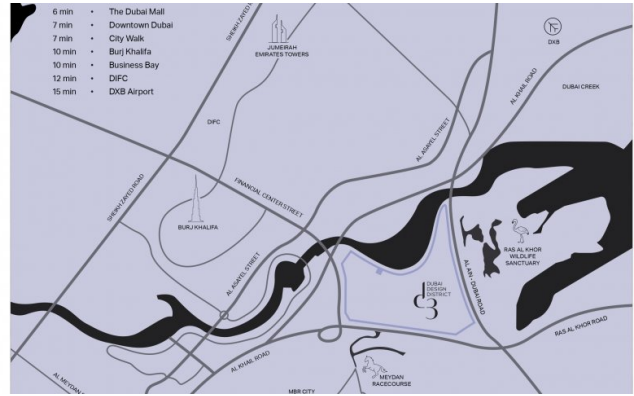 6 min • The Dubai Mall
7 min • Downtown Dubai
7 min • City Walk
10 min • Burj Khalifa
10 min • Business Bay
12 min • DIFC
15 min • DXB Airport
SHEIKH ZAYED ROAD
JUMEIRAH
EMIRATES TOWERS
DXB
AL KHAIL ROAD
DUBAI CREEK
DIFC
AL ASAYEL STREET
FINANCIAL CENTER STREET
SHEIKH ZAYED ROAD
BURJ KHALIFA
RAS AL KHOR
WILDLIFE
SANCTUARY
AL ASAYEL STREET
AL AIN - DUBAI ROAD
DUBAI
DESIGN
DISTRICT
d3
RAS AL KHOR ROAD
AL KHAIL ROAD
MEYDAN
RACECOURSE
AL MEYDAN
MBR CITY